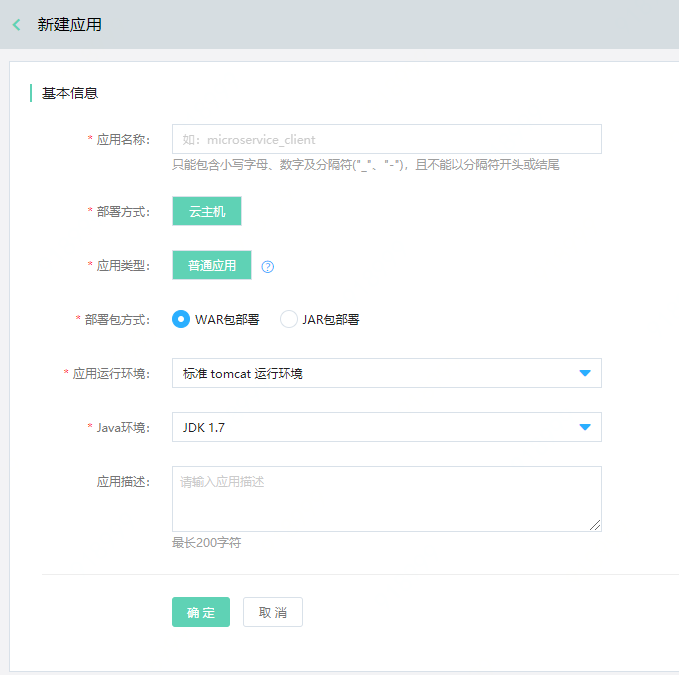 新建应用
基本信息
* 应用名称: 如: microservice_client
只能包含小写字母、数字及分隔符("_"、"-")，且不能以分隔符开头或结尾
* 部署方式: 云主机
* 应用类型: 普通应用 ?
* 部署包方式: WAR包部署 JAR包部署
* 应用运行环境: 标准 tomcat 运行环境
* Java环境: JDK 1.7
应用描述: 请输入应用描述
最长200字符
确 定 取 消